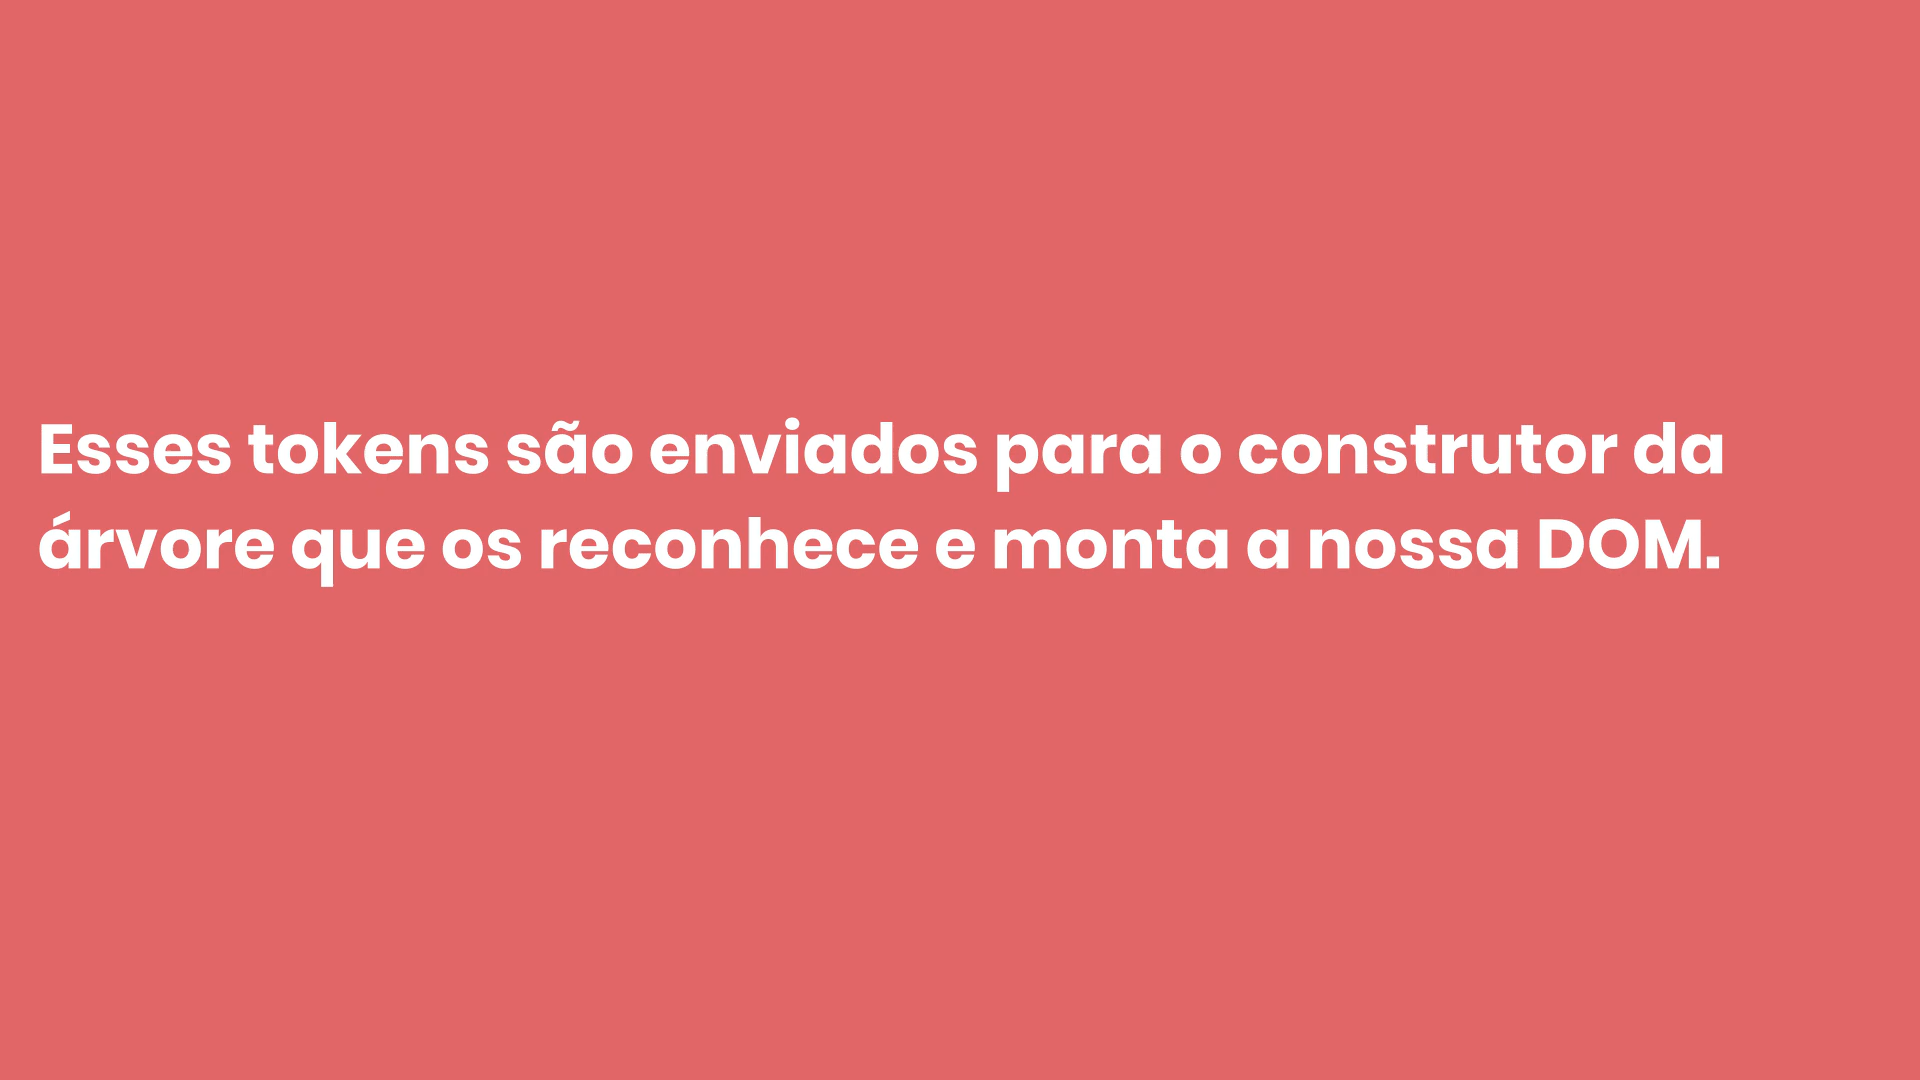 Esses tokens são enviados para o construtor da
árvore que os reconhece e monta a nossa DOM.